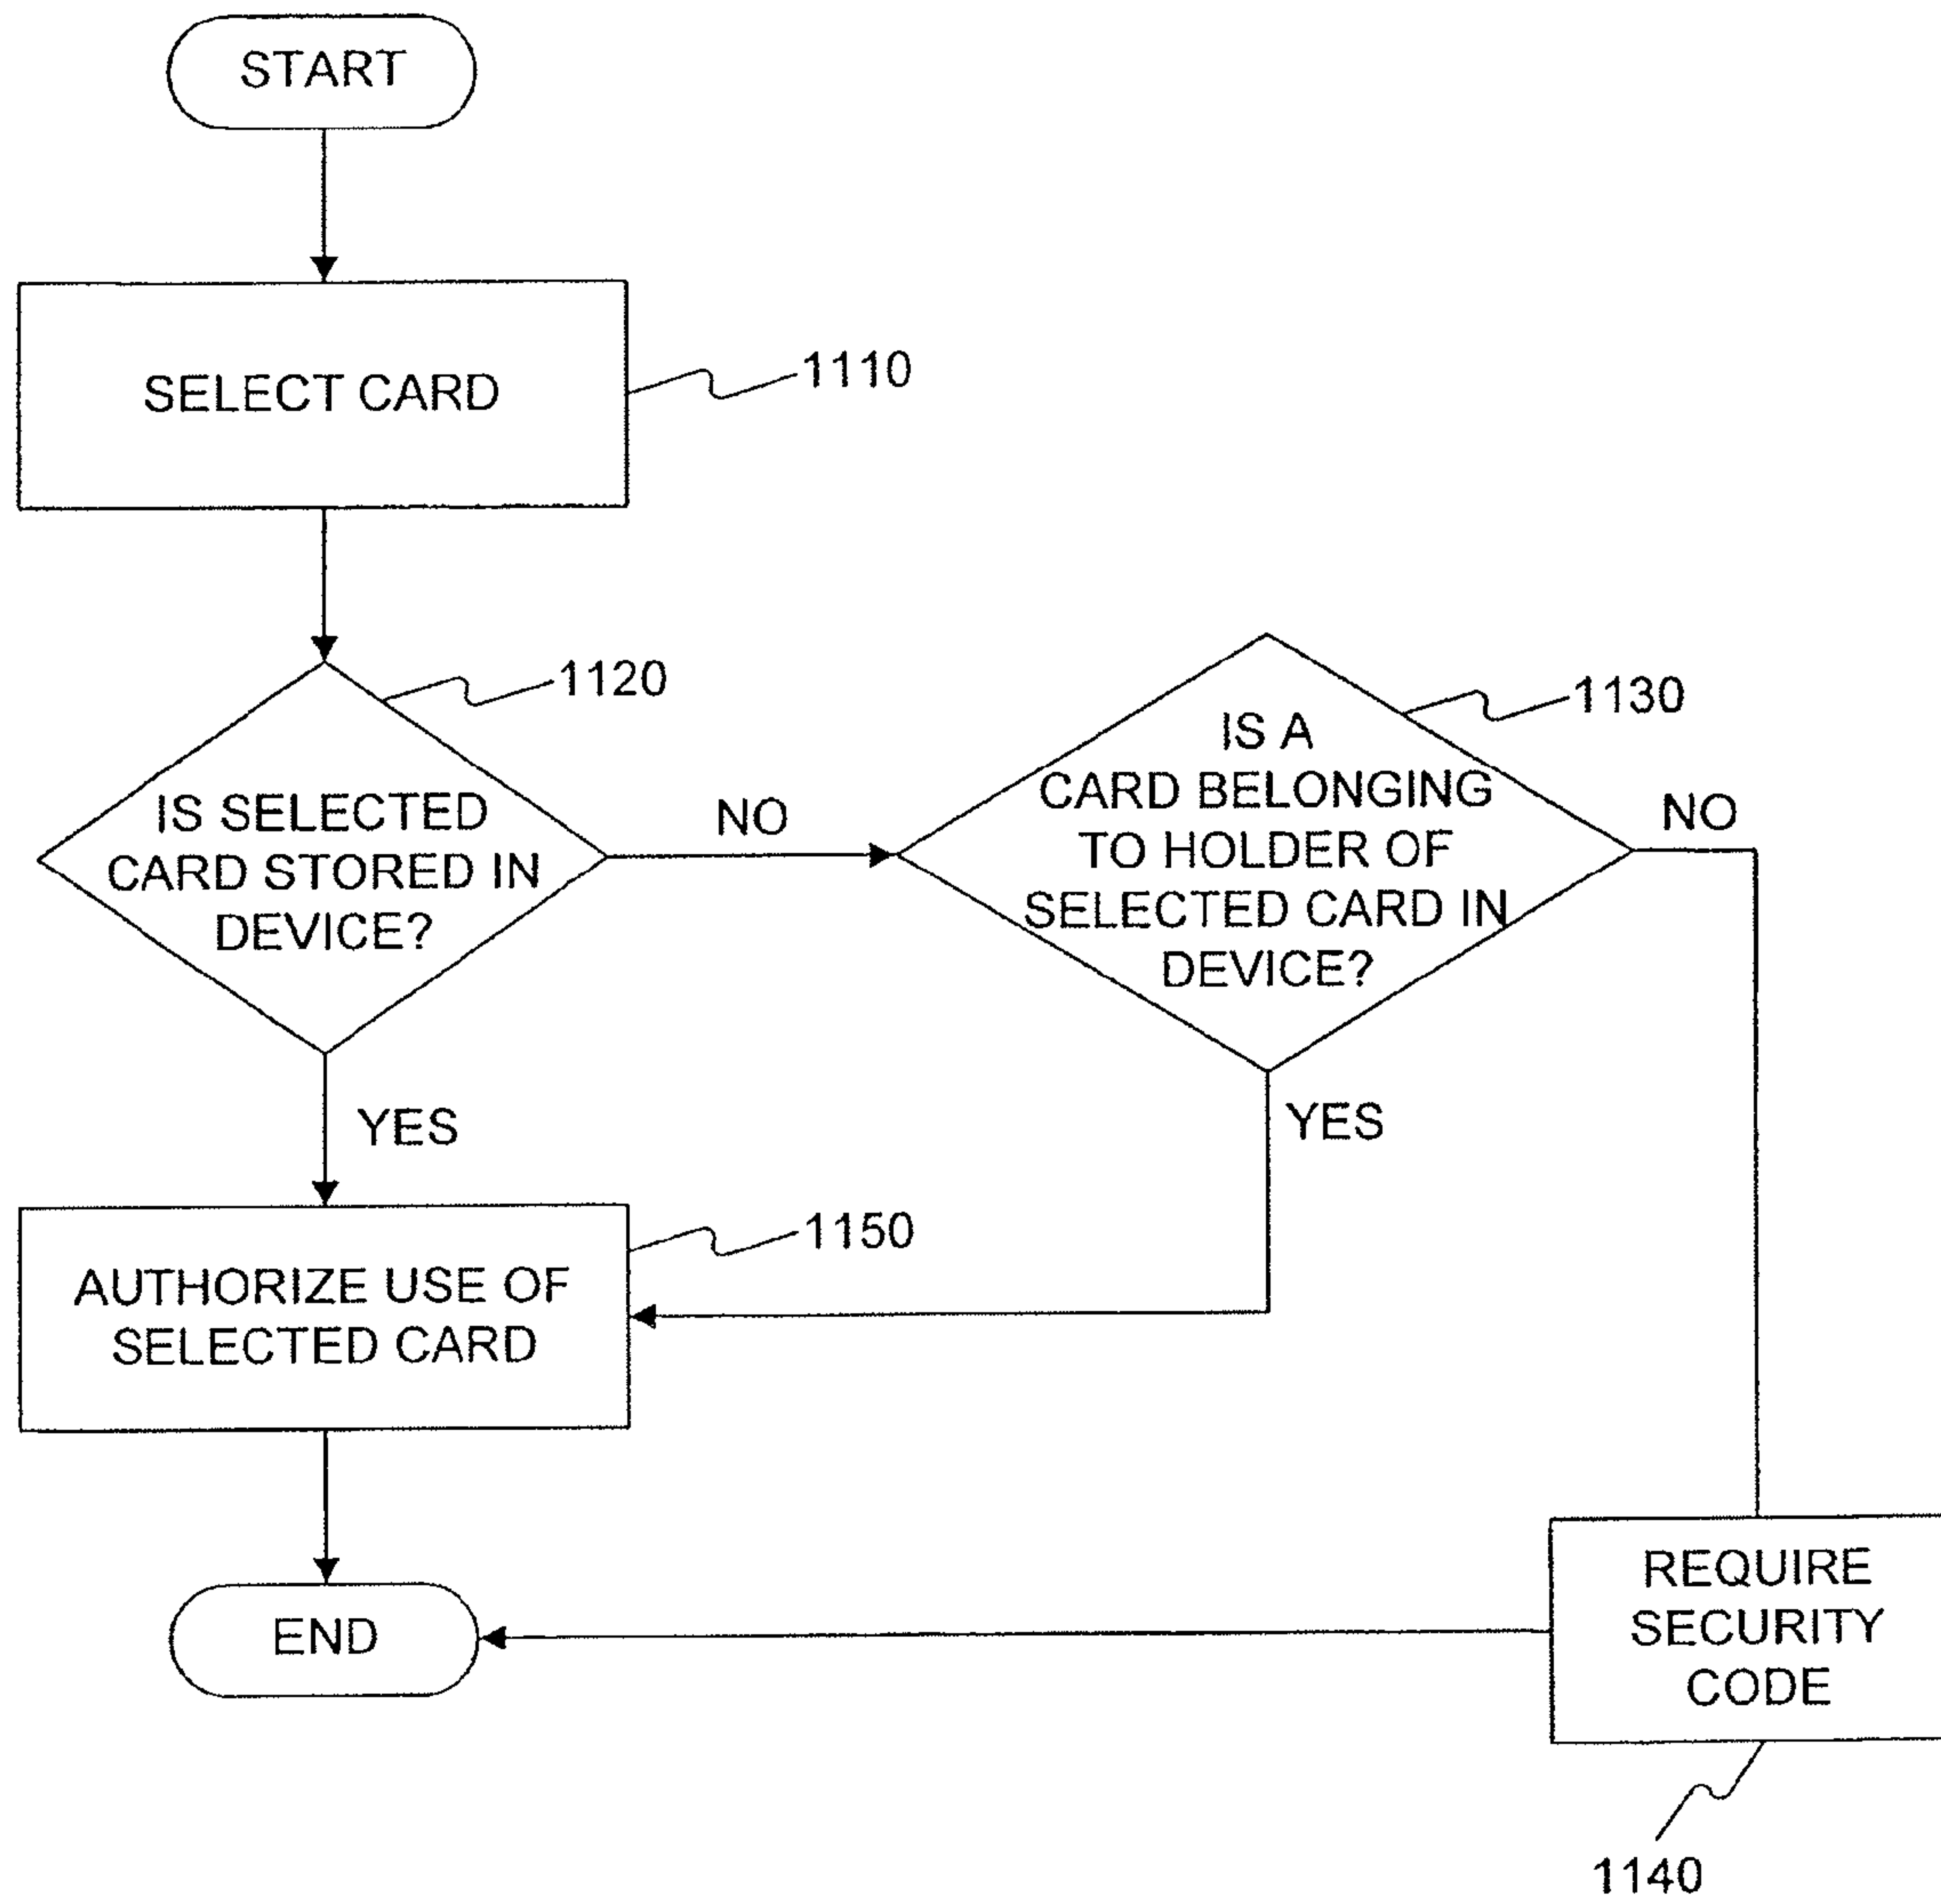 START
SELECT CARD
1110
1120
IS SELECTED
CARD STORED IN
DEVICE?
NO
1130
IS A
CARD BELONGING
TO HOLDER OF
SELECTED CARD IN
DEVICE?
NO
YES
YES
1150
AUTHORIZE USE OF
SELECTED CARD
REQUIRE
SECURITY
CODE
END
1140